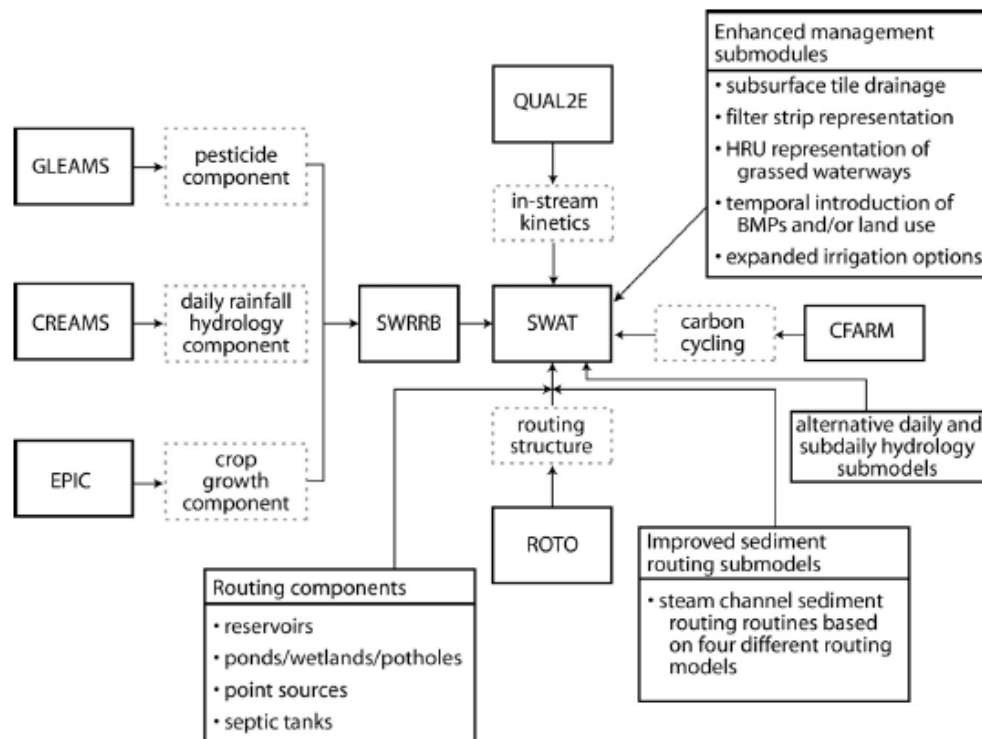 Enhanced management
submodules
• subsurface tile drainage
• filter strip representation
• HRU representation of
grassed waterways
• temporal introduction of
BMPs and/or land use
• expanded irrigation options
QUAL2E
in-stream
kinetics
GLEAMS
pesticide
component
CREAMS
daily rainfall
hydrology
component
SWRRB
SWAT
carbon
cycling
CFARM
EPIC
crop
growth
component
routing
structure
ROTO
alternative daily and
subdaily hydrology
submodels
Routing components
• reservoirs
• ponds/wetlands/potholes
• point sources
• septic tanks
Improved sediment
routing submodels
• steam channel sediment
routing routines based
on four different routing
models